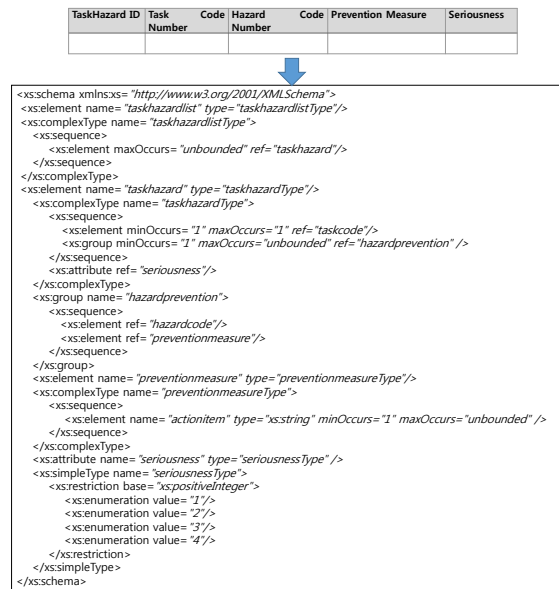 TaskHazard ID Task Code Number Hazard Code Number Prevention Measure Seriousness
<xs:schema xmlns:xs="http://www.w3.org/2001/XMLSchema">
<xs:element name="taskhazardlist" type="taskhazardlistType"/>
<xs:complexType name="taskhazardlistType">
<xs:sequence>
<xs:element maxOccurs="unbounded" ref="taskhazard"/>
</xs:sequence>
</xs:complexType>
<xs:element name="taskhazard" type="taskhazardType"/>
<xs:complexType name="taskhazardType">
<xs:sequence>
<xs:element minOccurs="1" maxOccurs="1" ref="taskcode"/>
<xs:group minOccurs="1" maxOccurs="unbounded" ref="hazardprevention" />
</xs:sequence>
<xs:attribute ref="seriousness"/>
</xs:complexType>
<xs:group name="hazardprevention">
<xs:sequence>
<xs:element ref="hazardcode"/>
<xs:element ref="preventionmeasure"/>
</xs:sequence>
</xs:group>
<xs:element name="preventionmeasure" type="preventionmeasureType"/>
<xs:complexType name="preventionmeasureType">
<xs:sequence>
<xs:element name="actionitem" type="xs:string" minOccurs="1" maxOccurs="unbounded" />
</xs:sequence>
</xs:complexType>
<xs:attribute name="seriousness" type="seriousnessType" />
<xs:simpleType name="seriousnessType">
<xs:restriction base="xs:positiveInteger">
<xs:enumeration value="1"/>
<xs:enumeration value="2"/>
<xs:enumeration value="3"/>
<xs:enumeration value="4"/>
</xs:restriction>
</xs:simpleType>
</xs:schema>